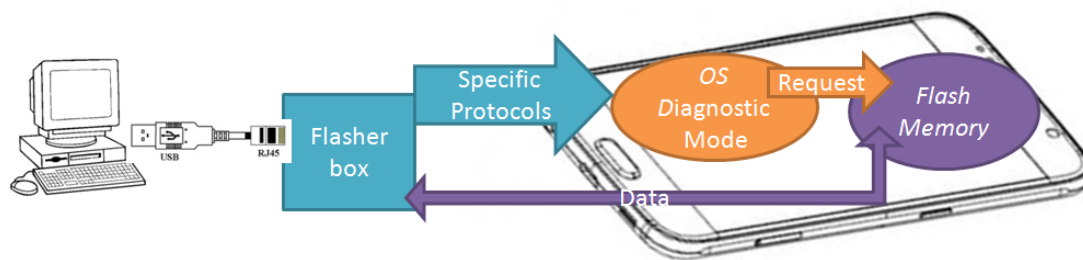 USB
RJ45
Flasher
box
Specific
Protocols
OS
Diagnostic
Mode
Request
Flash
Memory
Data